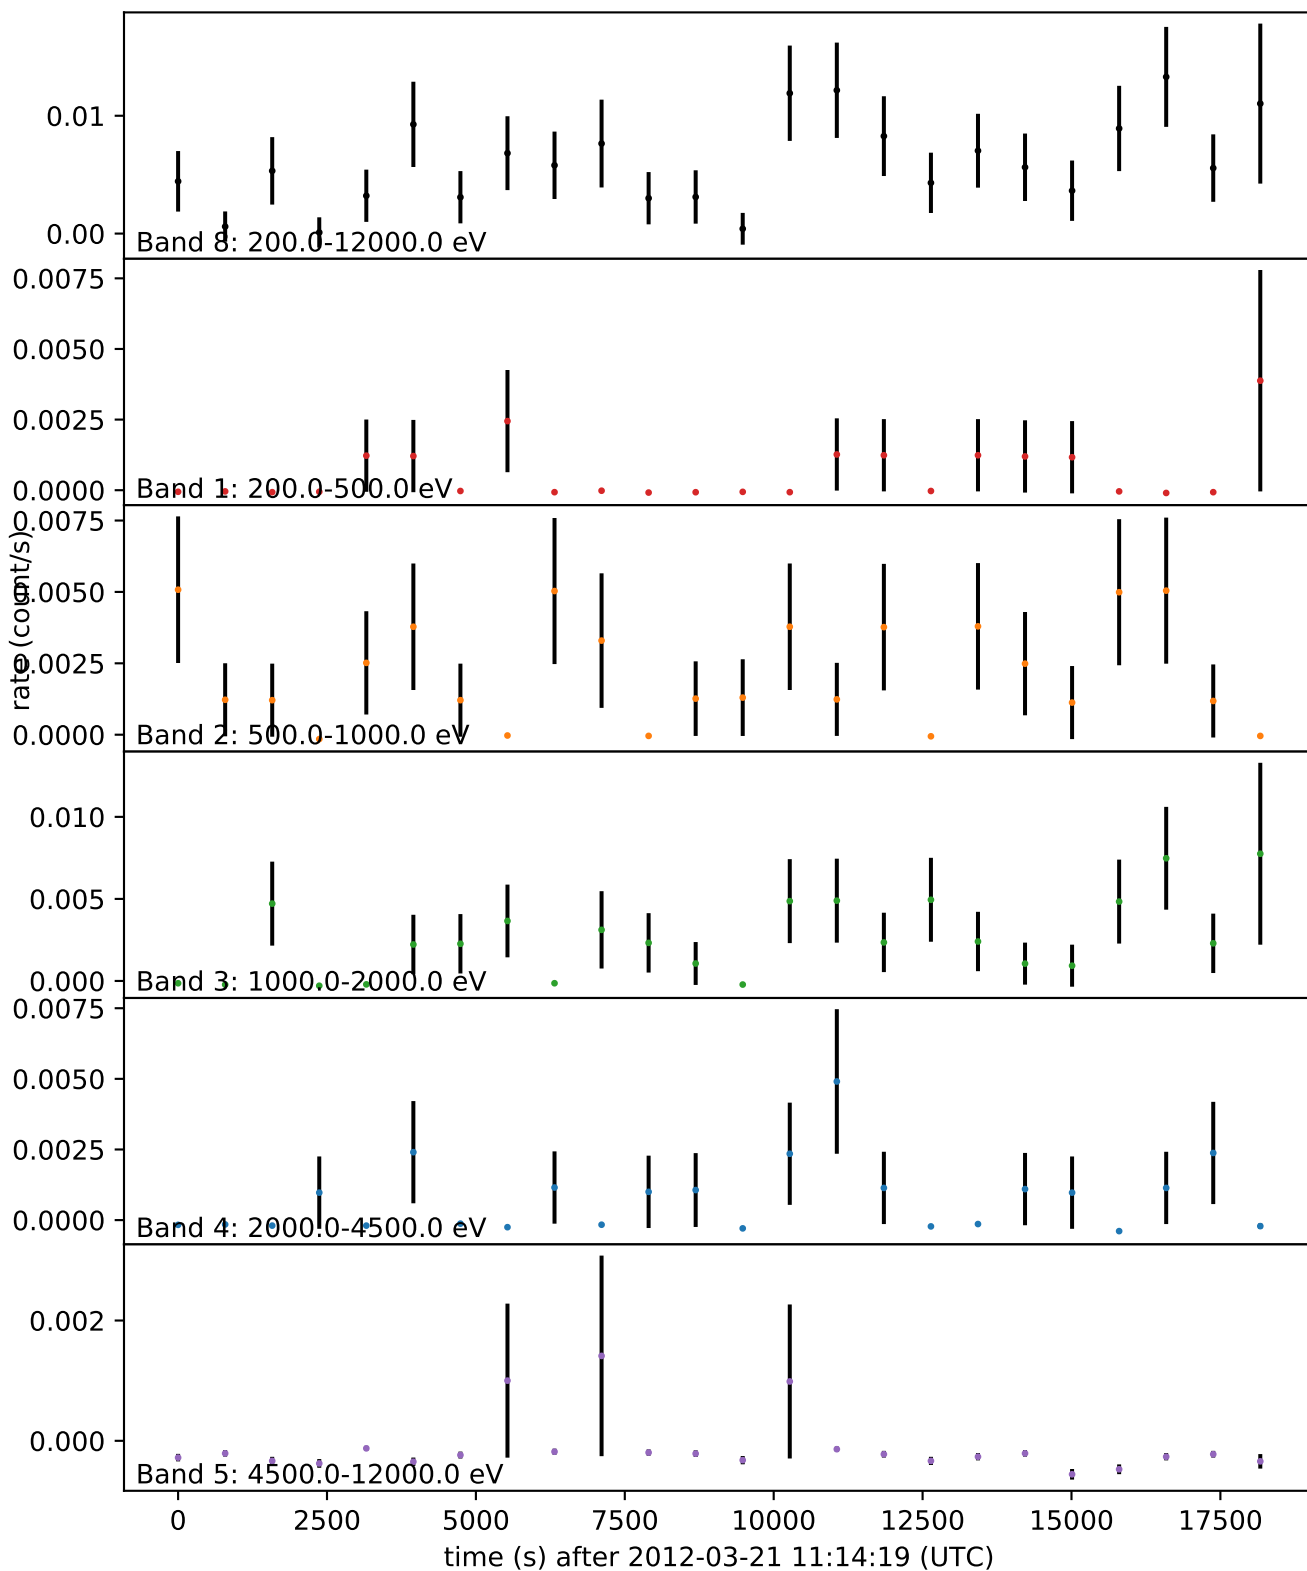 0.01
0.00
Band 8: 200.0-12000.0 eV
0.0075
0.0050
0.0025
0.0000
Band 1: 200.0-500.0 eV
rate (count/s)
0.0075
0.0050
0.0025
0.0000
Band 2: 500.0-1000.0 eV
0.010
0.005
0.000
Band 3: 1000.0-2000.0 eV
0.0075
0.0050
0.0025
0.0000
Band 4: 2000.0-4500.0 eV
0.002
0.000
Band 5: 4500.0-12000.0 eV
0 2500 5000 7500 10000 12500 15000 17500
time (s) after 2012-03-21 11:14:19 (UTC)